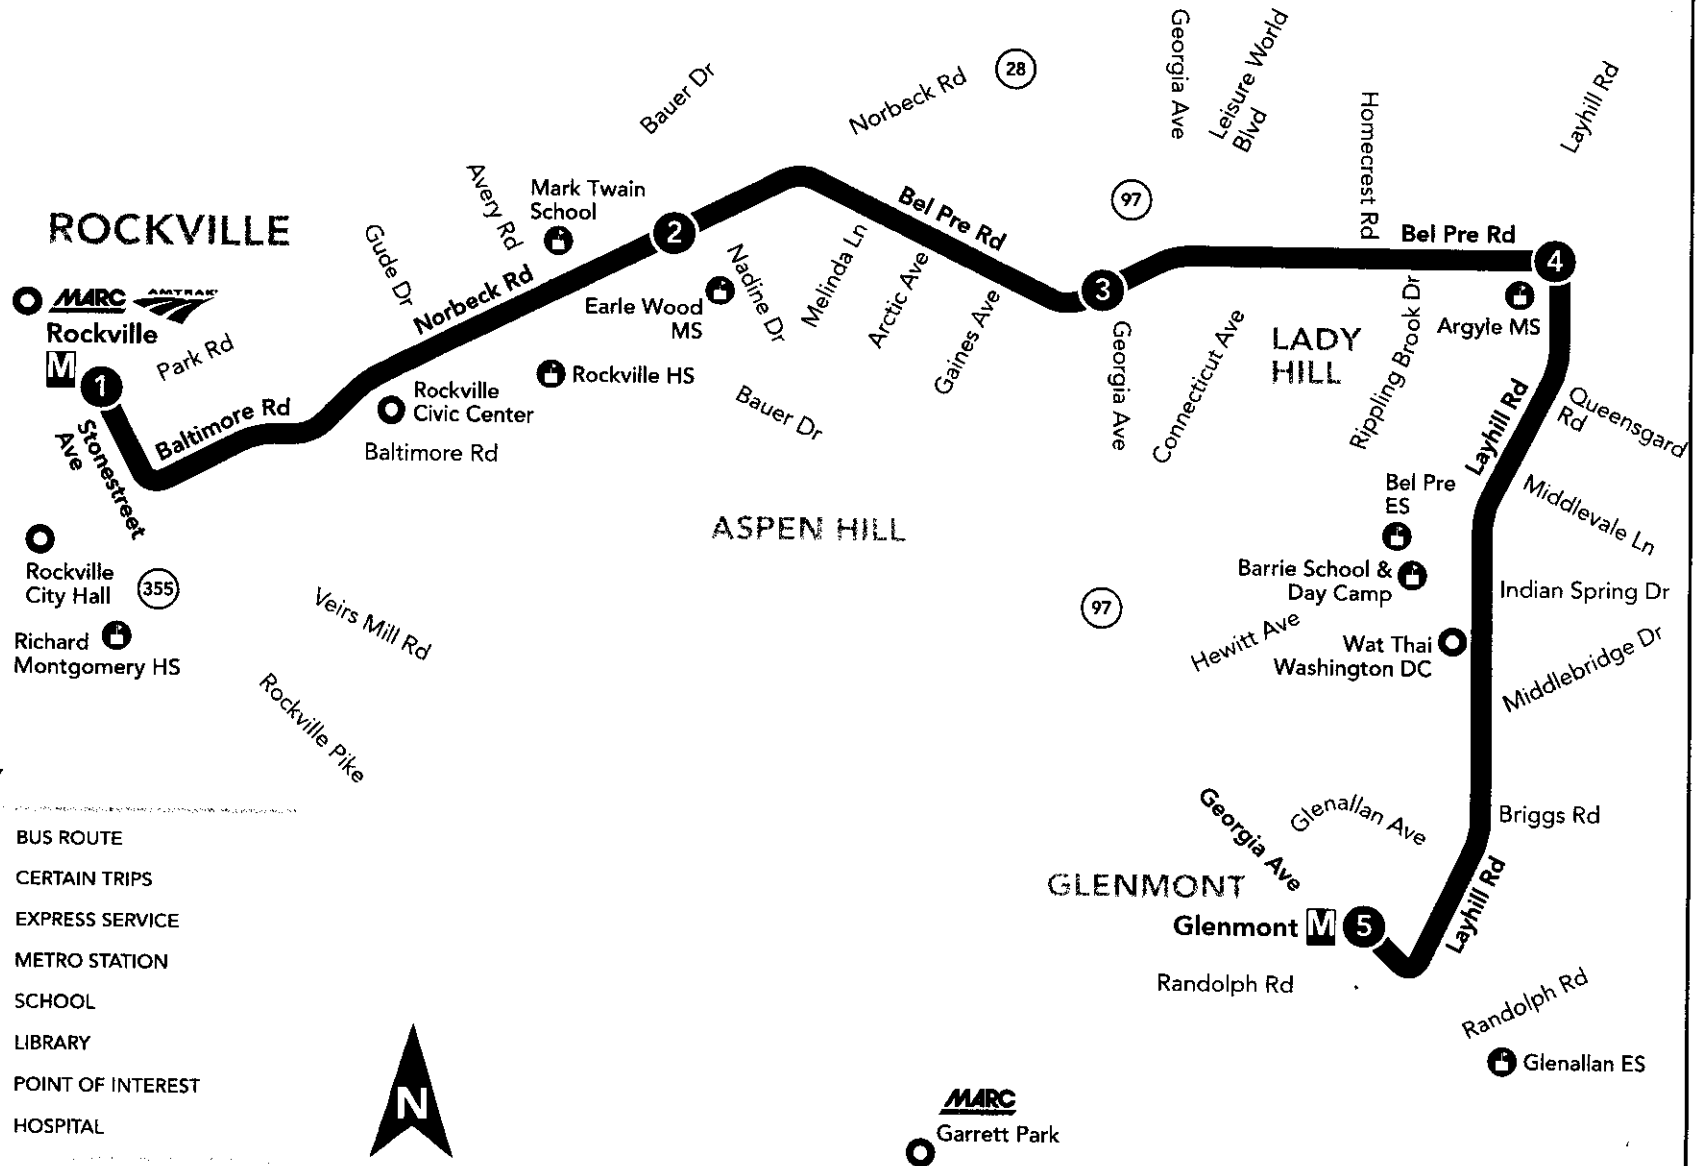 Georgia Ave
Leisure World
Blvd
28
Norbeck Rd
Bauer Dr
Layhill Rd
Homecrest Rd
Avery Rd
Mark Twain
School
97
ROCKVILLE
Gude Dr
Norbeck Rd
2
Bel Pre Rd
Bel Pre Rd
4
MARC
AMTRAK
Rockville
M
1
Park Rd
Earle Wood
MS
Nadine Dr
Melinda Ln
Arctic Ave
Gaines Ave
3
Georgia Ave
Connecticut Ave
LADY
HILL
Rippling Brook Dr
Argyle MS
Rockville HS
Rockville
Civic Center
Baltimore Rd
Stonestreet
Ave
Baltimore Rd
Bauer Dr
Layhill Rd
Queensgard
Rd
Bel Pre
ES
Middlevale Ln
ASPEN HILL
Rockville
City Hall
355
Richard
Montgomery HS
Veirs Mill Rd
Rockville Pike
97
Barrie School &
Day Camp
Indian Spring Dr
Hewitt Ave
Wat Thai
Washington DC
Middlebridge Dr
Georgia Ave
Glenallan Ave
Briggs Rd
GLENMONT
Glenmont
M
5
Layhill Rd
Randolph Rd
Randolph Rd
Glenallan ES
BUS ROUTE
CERTAIN TRIPS
EXPRESS SERVICE
METRO STATION
SCHOOL
LIBRARY
POINT OF INTEREST
HOSPITAL
N
MARC
Garrett Park